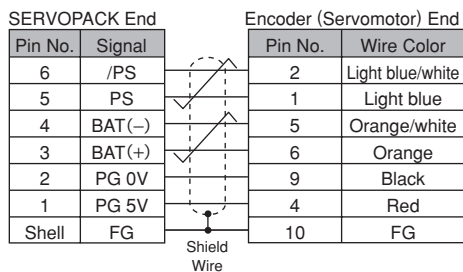 SERVOPACK End Encoder (Servomotor) End
Pin No. Signal Pin No. Wire Color
6 /PS 2 Light blue/white
5 PS 1 Light blue
4 BAT(−) 5 Orange/white
3 BAT(+) 6 Orange
2 PG 0V 9 Black
1 PG 5V 4 Red
Shell FG 10 FG
Shield
Wire